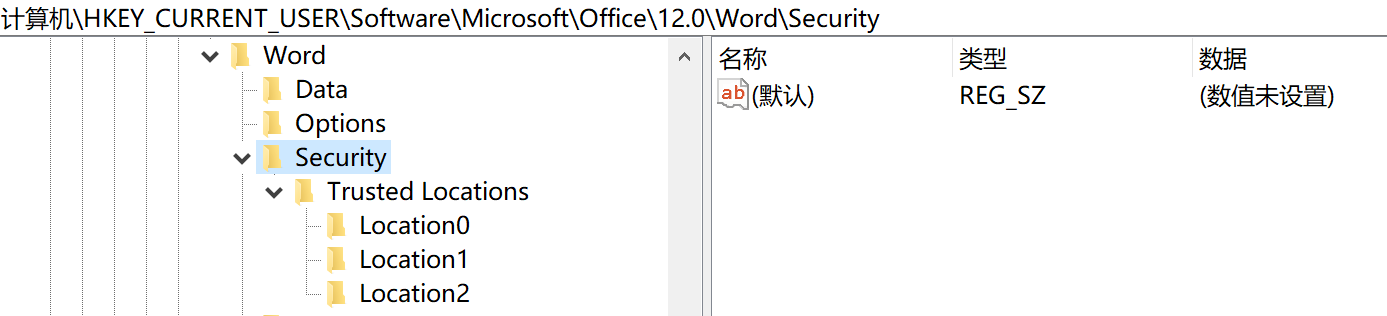 计算机\HKEY_CURRENT_USER\Software\Microsoft\Office\12.0\Word\Security
Word
Data
Options
Security
Trusted Locations
Location0
Location1
Location2
名称 类型 数据
ab (默认) REG_SZ (数值未设置)